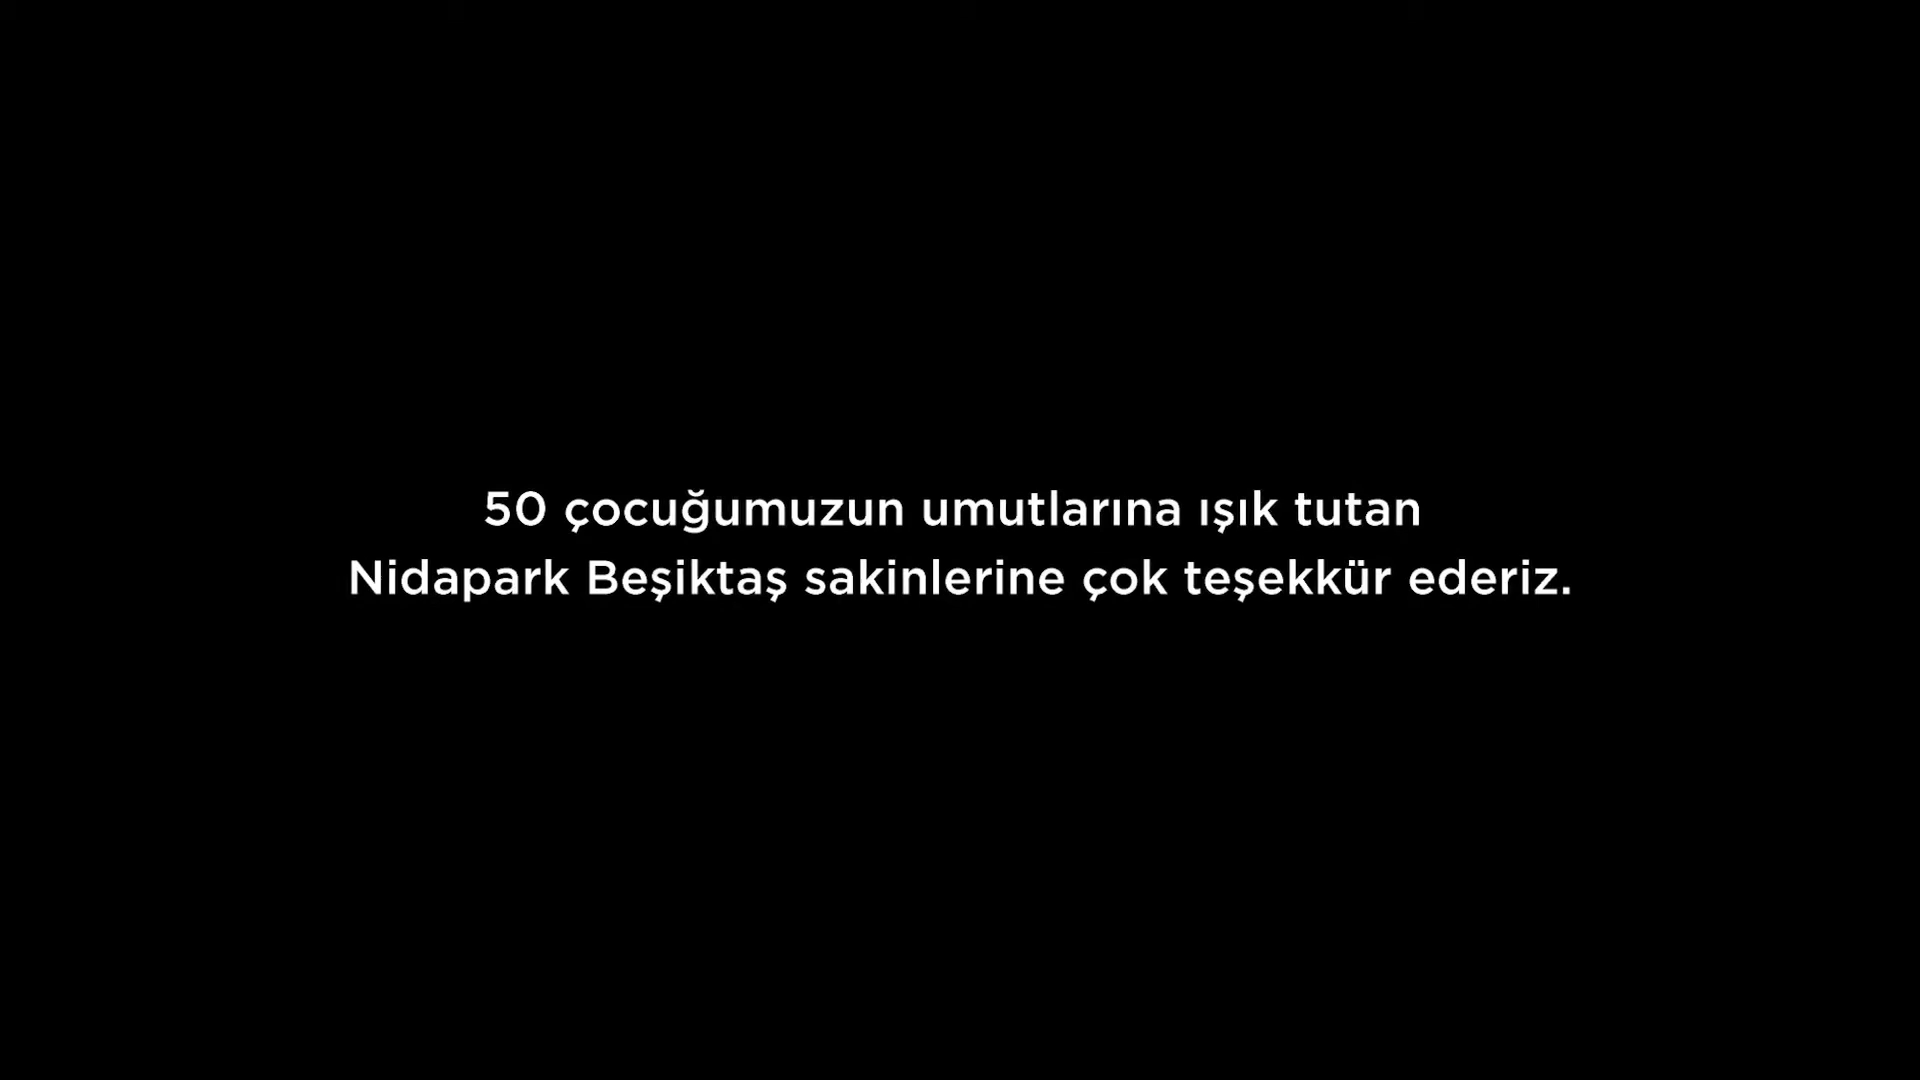 50 çocuğumuzun umutlarına ışık tutan
Nidapark Beşiktaş sakinlerine çok teşekkür ederiz.